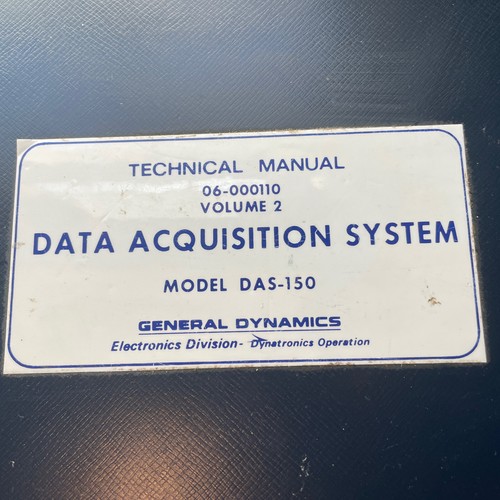 TECHNICAL MANUAL
06-000110
VOLUME 2
DATA ACQUISITION SYSTEM
MODEL DAS-150
GENERAL DYNAMICS
Electronics Division- Dynatronics Operation